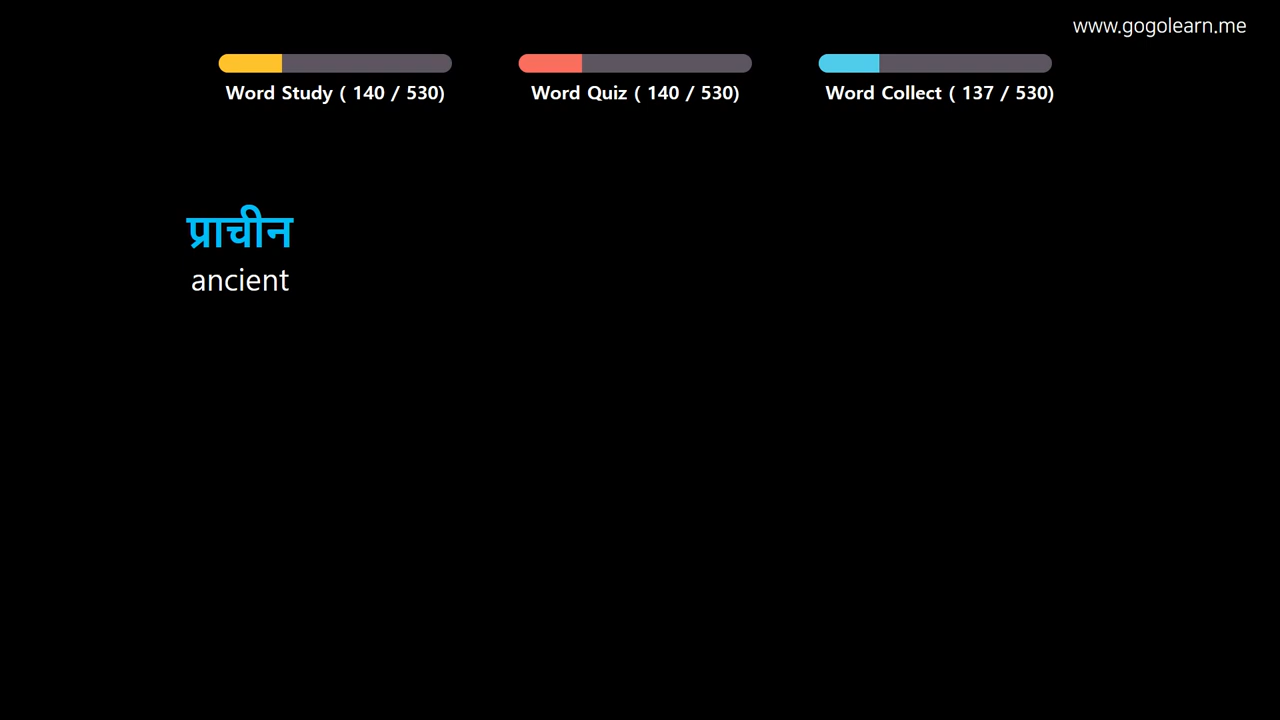 www.gogolearn.me
Word Study ( 140 / 530)
Word Quiz ( 140 / 530)
Word Collect ( 137 / 530)
प्राचीन
ancient